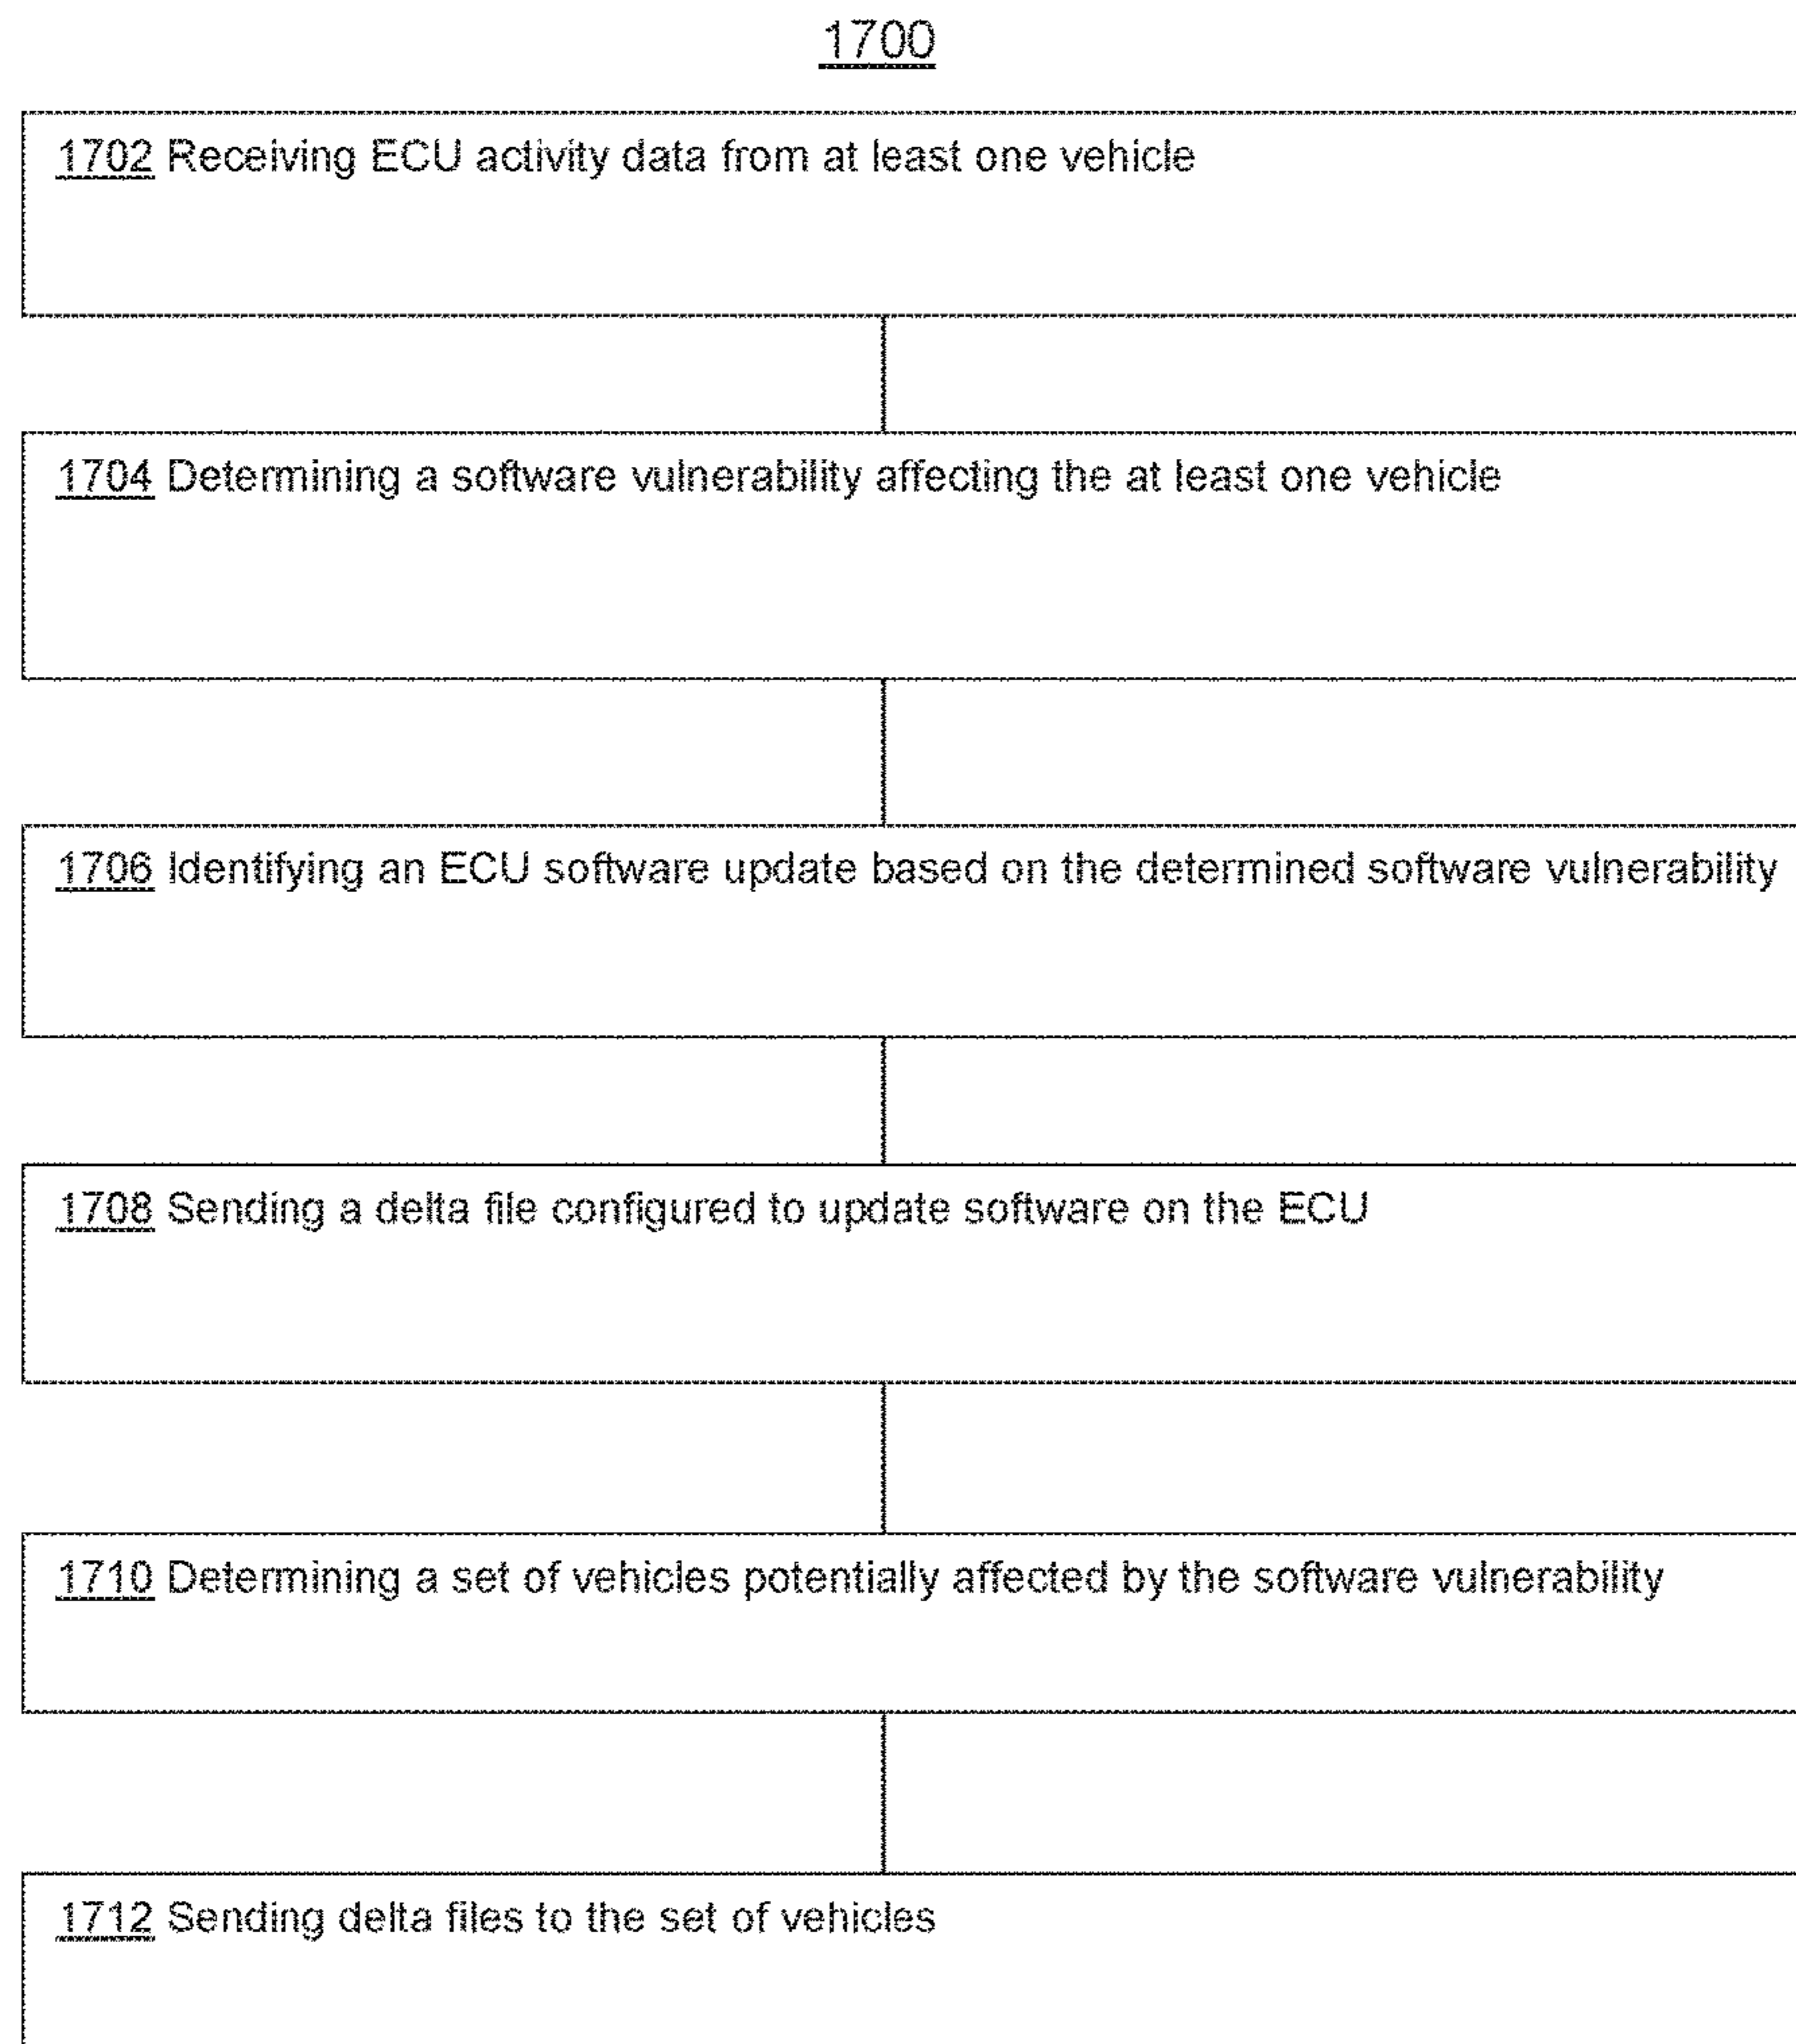 1700
1702 Receiving ECU activity data from at least one vehicle
1704 Determining a software vulnerability affecting the at least one vehicle
1706 Identifying an ECU software update based on the determined software vulnerability
1708 Sending a delta file configured to update software on the ECU
1710 Determining a set of vehicles potentially affected by the software vulnerability
1712 Sending delta files to the set of vehicles